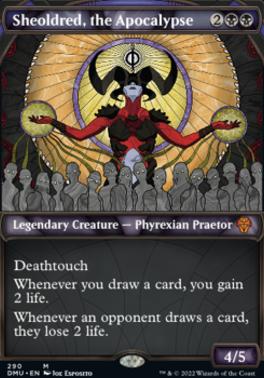 Sheoldred, the Apocalypse 2
Legendary Creature — Phyrexian Praetor
Deathtouch
Whenever you draw a card, you gain
2 life.
Whenever an opponent draws a card,
they lose 2 life.
4/5
290 M
DMU • EN Joe Esposito
™ & © 2022 Wizards of the Coast